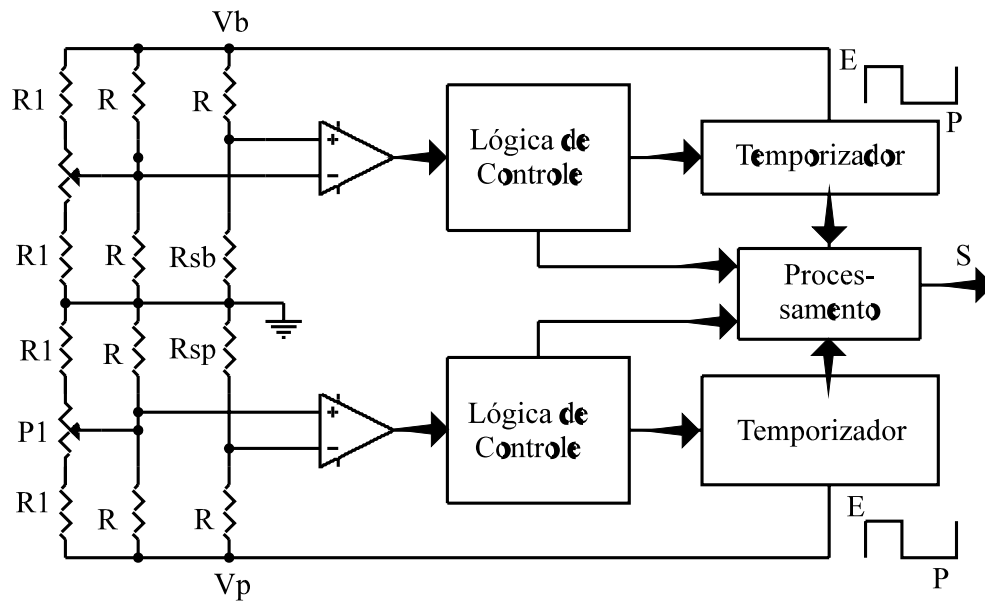 Vb
R1
R
R
+
−
Lógica de
Controle
Temporizador
E
P
R1
R
Rsb
Proces-
samento
S
R1
R
Rsp
P1
+
−
Lógica de
Controle
Temporizador
R1
R
R
E
P
Vp